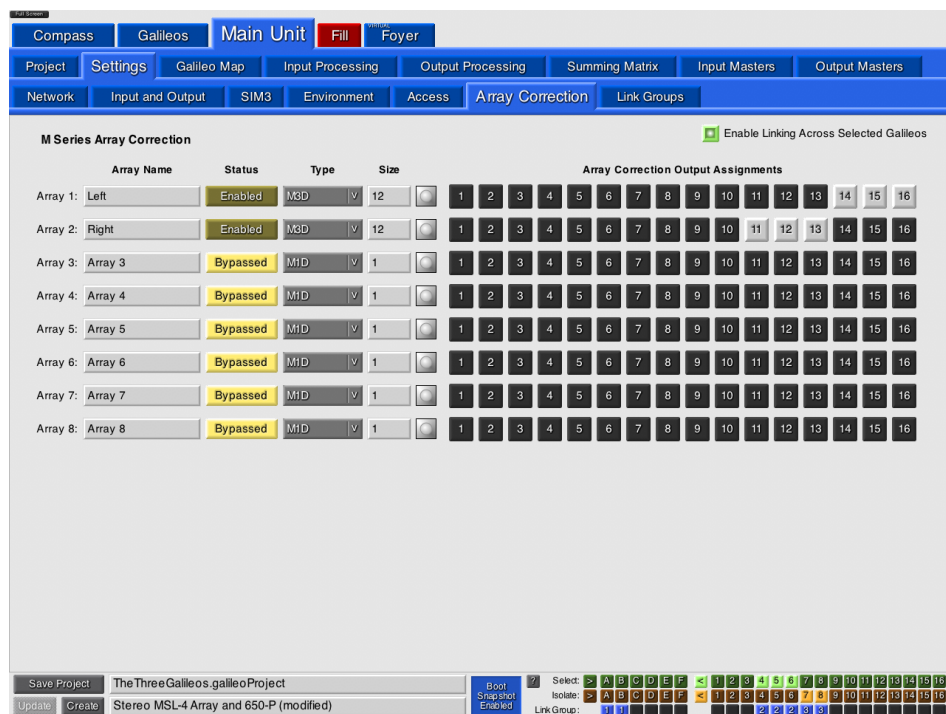 Full Screen
Compass Galileos Main Unit Fill VIRTUAL Foyer
Project Settings Galileo Map Input Processing Output Processing Summing Matrix Input Masters Output Masters
Network Input and Output SIM3 Environment Access Array Correction Link Groups
M Series Array Correction Enable Linking Across Selected Galileos
Array Name Status Type Size Array Correction Output Assignments
Array 1: Left Enabled M3D V 12 1 2 3 4 5 6 7 8 9 10 11 12 13 14 15 16
Array 2: Right Enabled M3D V 12 1 2 3 4 5 6 7 8 9 10 11 12 13 14 15 16
Array 3: Array 3 Bypassed M1D V 1 1 2 3 4 5 6 7 8 9 10 11 12 13 14 15 16
Array 4: Array 4 Bypassed M1D V 1 1 2 3 4 5 6 7 8 9 10 11 12 13 14 15 16
Array 5: Array 5 Bypassed M1D V 1 1 2 3 4 5 6 7 8 9 10 11 12 13 14 15 16
Array 6: Array 6 Bypassed M1D V 1 1 2 3 4 5 6 7 8 9 10 11 12 13 14 15 16
Array 7: Array 7 Bypassed M1D V 1 1 2 3 4 5 6 7 8 9 10 11 12 13 14 15 16
Array 8: Array 8 Bypassed M1D V 1 1 2 3 4 5 6 7 8 9 10 11 12 13 14 15 16
Save Project TheThreeGalileos.galileoProject Boot Snapshot Enabled ? Select: > A B C D E F < 1 2 3 4 5 6 7 8 9 10 11 12 13 14 15 16
Isolate: > A B C D E F < 1 2 3 4 5 6 7 8 9 10 11 12 13 14 15 16
Update Create Stereo MSL-4 Array and 650-P (modified) Link Group: 1 1 2 2 2 3 3